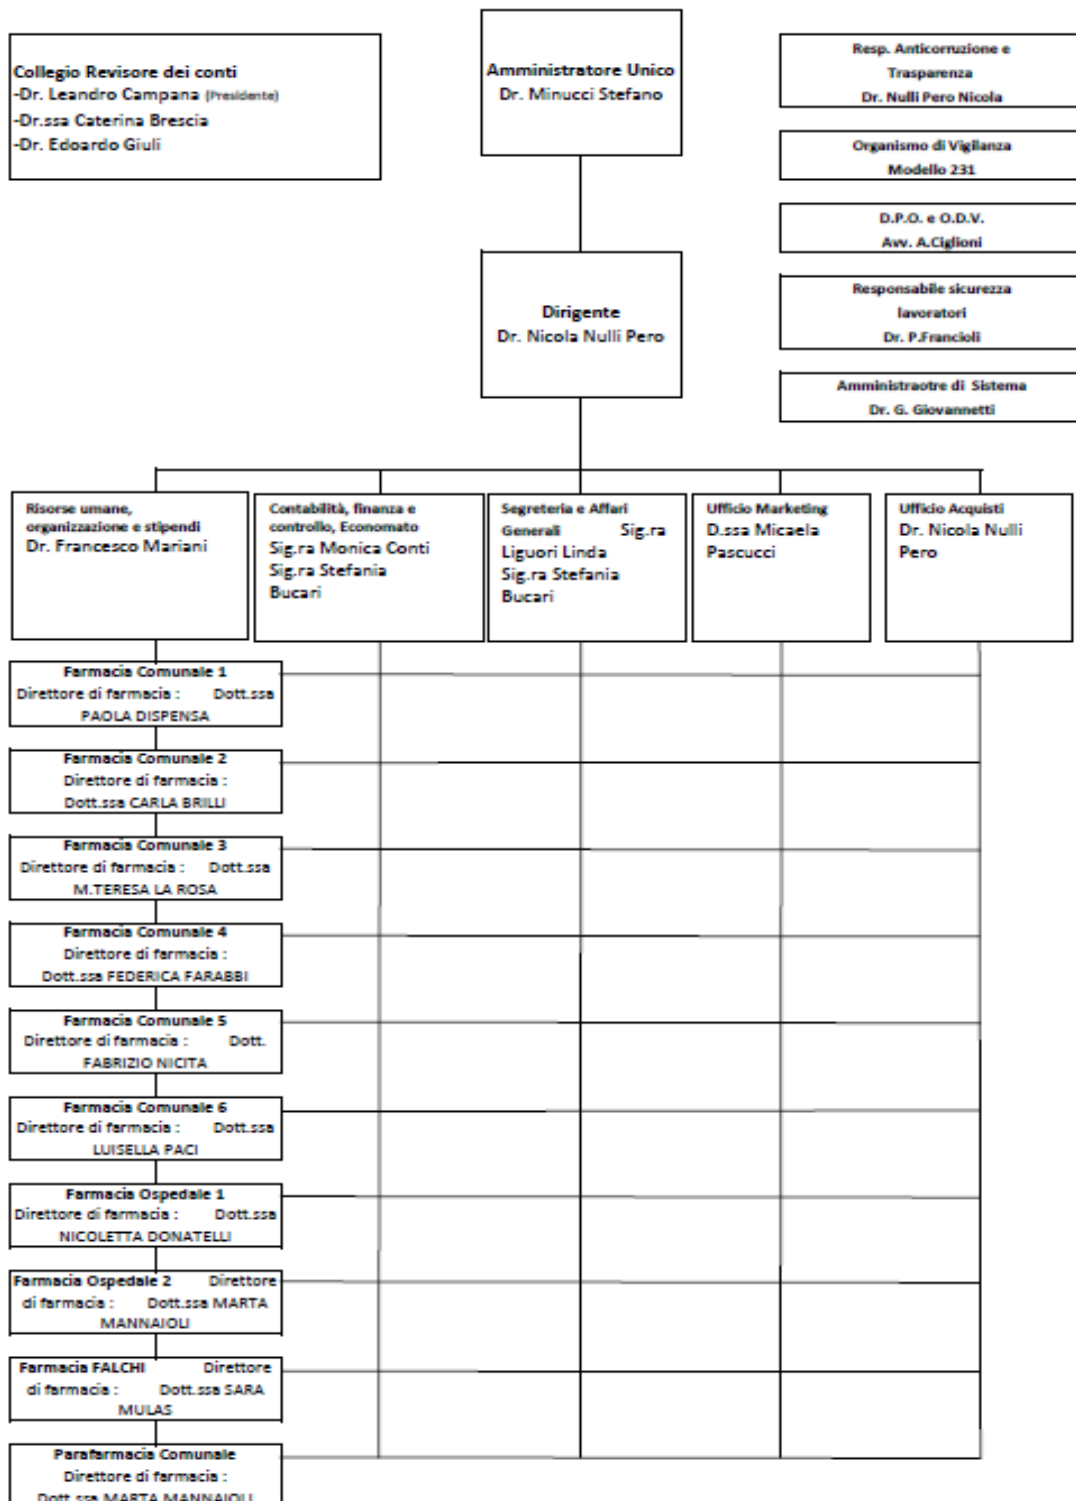 Collegio Revisore dei conti
-Dr. Leandro Campana (Presidente)
-Dr.ssa Caterina Brescia
-Dr. Edoardo Giuli
Amministratore Unico
Dr. Minucci Stefano
Resp. Anticorruzione e
Trasparenza
Dr. Nulli Pero Nicola
Organismo di Vigilanza
Modello 231
D.P.O. e O.D.V.
Avv. A.Ciglioni
Responsabile sicurezza
lavoratori
Dr. P.Francioli
Amministraotre di Sistema
Dr. G. Giovannetti
Dirigente
Dr. Nicola Nulli Pero
Risorse umane,
organizzazione e stipendi
Dr. Francesco Mariani
Contabilità, finanza e
controllo, Economato
Sig.ra Monica Conti
Sig.ra Stefania
Bucari
Segreteria e Affari
Generali Sig.ra
Liguori Linda
Sig.ra Stefania
Bucari
Ufficio Marketing
D.ssa Micaela
Pascucci
Ufficio Acquisti
Dr. Nicola Nulli
Pero
Farmacia Comunale 1
Direttore di farmacia : Dott.ssa
PAOLA DISPENSA
Farmacia Comunale 2
Direttore di farmacia :
Dott.ssa CARLA BRILLI
Farmacia Comunale 3
Direttore di farmacia : Dott.ssa
M.TERESA LA ROSA
Farmacia Comunale 4
Direttore di farmacia :
Dott.ssa FEDERICA FARABBI
Farmacia Comunale 5
Direttore di farmacia : Dott.
FABRIZIO NICITA
Farmacia Comunale 6
Direttore di farmacia : Dott.ssa
LUISELLA PACI
Farmacia Ospedale 1
Direttore di farmacia : Dott.ssa
NICOLETTA DONATELLI
Farmacia Ospedale 2 Direttore
di farmacia : Dott.ssa MARTA
MANNAIOLI
Farmacia FALCHI Direttore
di farmacia : Dott.ssa SARA
MULAS
Parafarmacia Comunale
Direttore di farmacia :
Dott.ssa MARTA MANNAIOLI